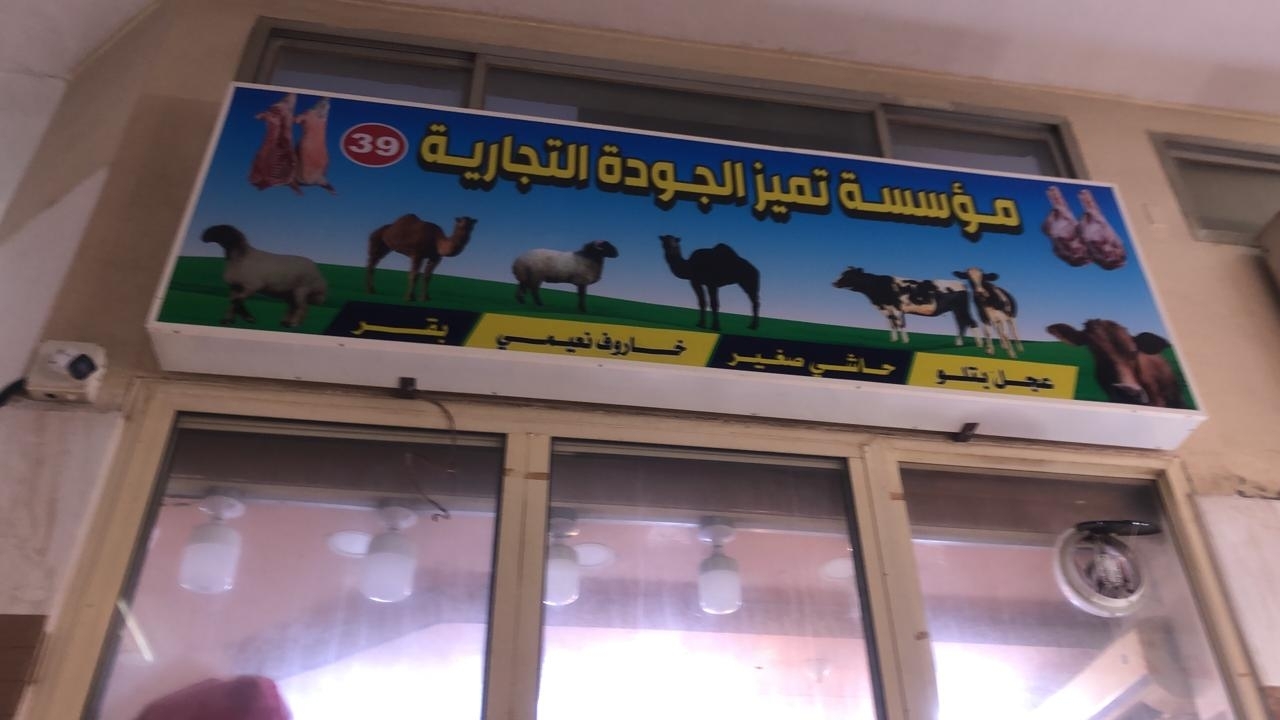 مؤسسة تميز الجودة التجارية
39
عجل بتلو
حاشي صغير
خاروف نعيمي
بقر